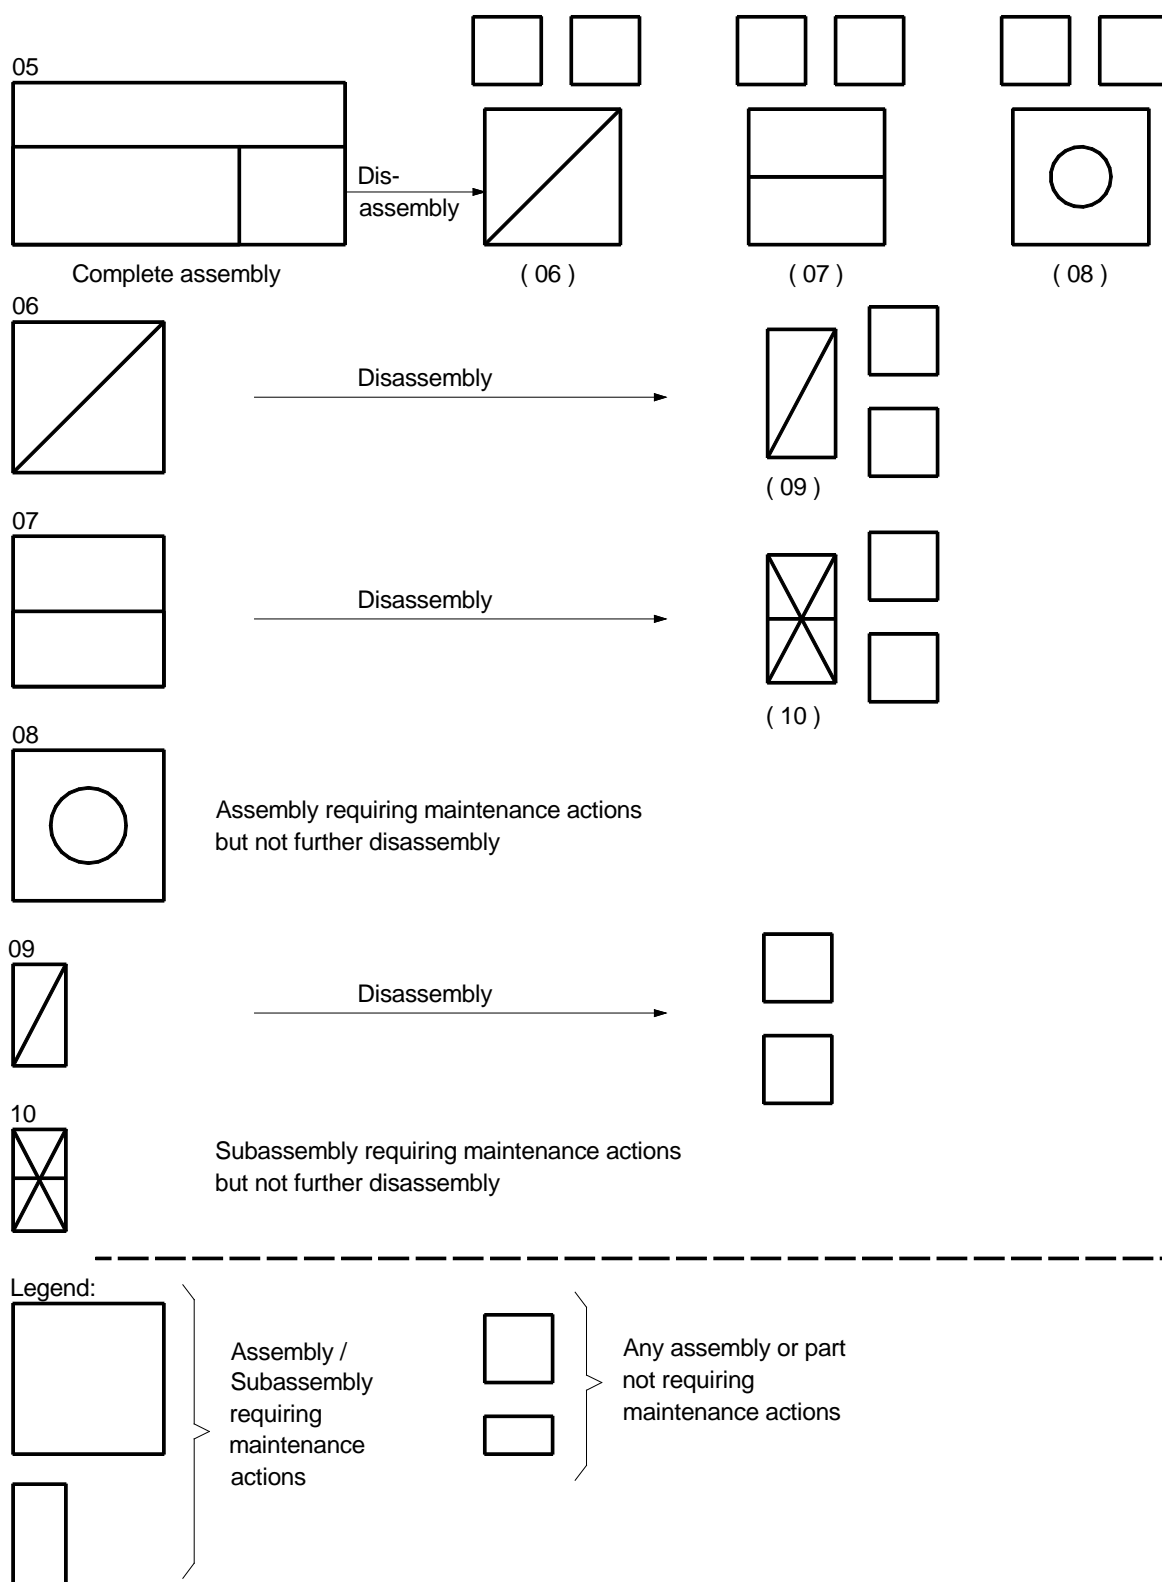 05
Dis-
assembly
Complete assembly
( 06 )
( 07 )
( 08 )
06
Disassembly
( 09 )
07
Disassembly
( 10 )
08
Assembly requiring maintenance actions
but not further disassembly
09
Disassembly
10
Subassembly requiring maintenance actions
but not further disassembly
Legend:
Assembly /
Subassembly
requiring
maintenance
actions
Any assembly or part
not requiring
maintenance actions